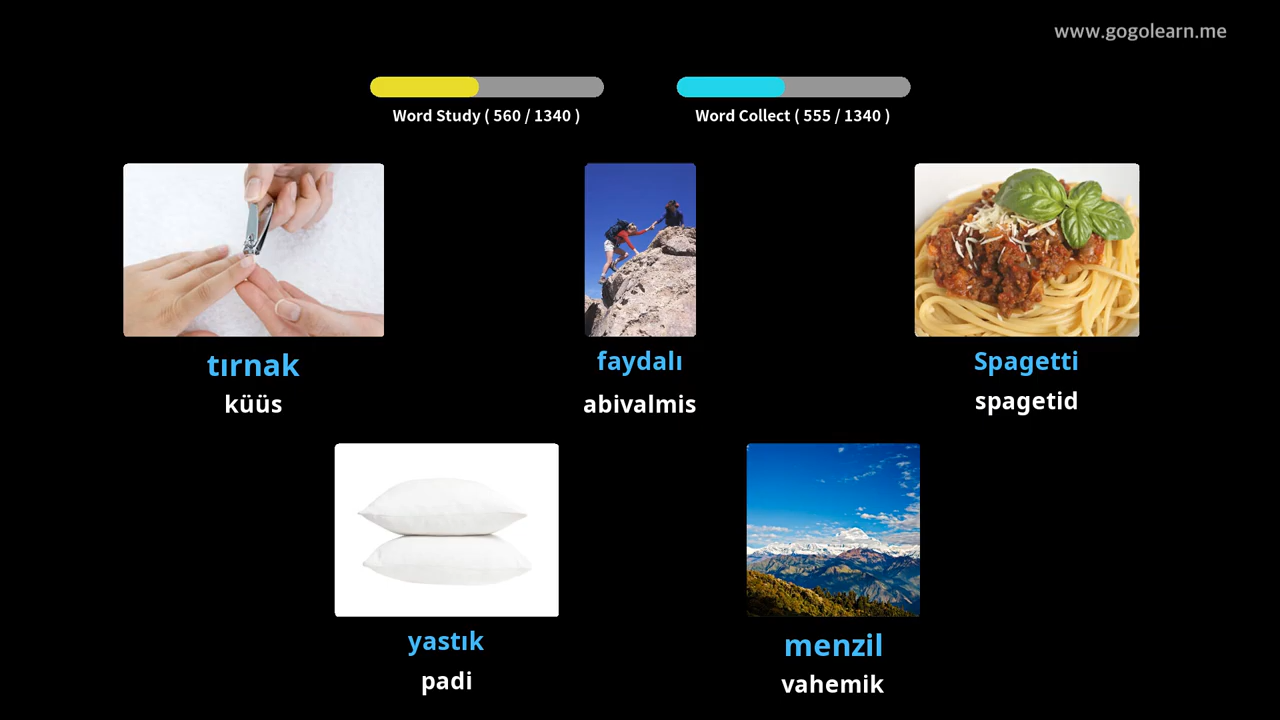 www.gogolearn.me
Word Study ( 560 / 1340 )
Word Collect ( 555 / 1340 )
tırnak
küüs
faydalı
abivalmis
Spagetti
spagetid
yastık
padi
menzil
vahemik